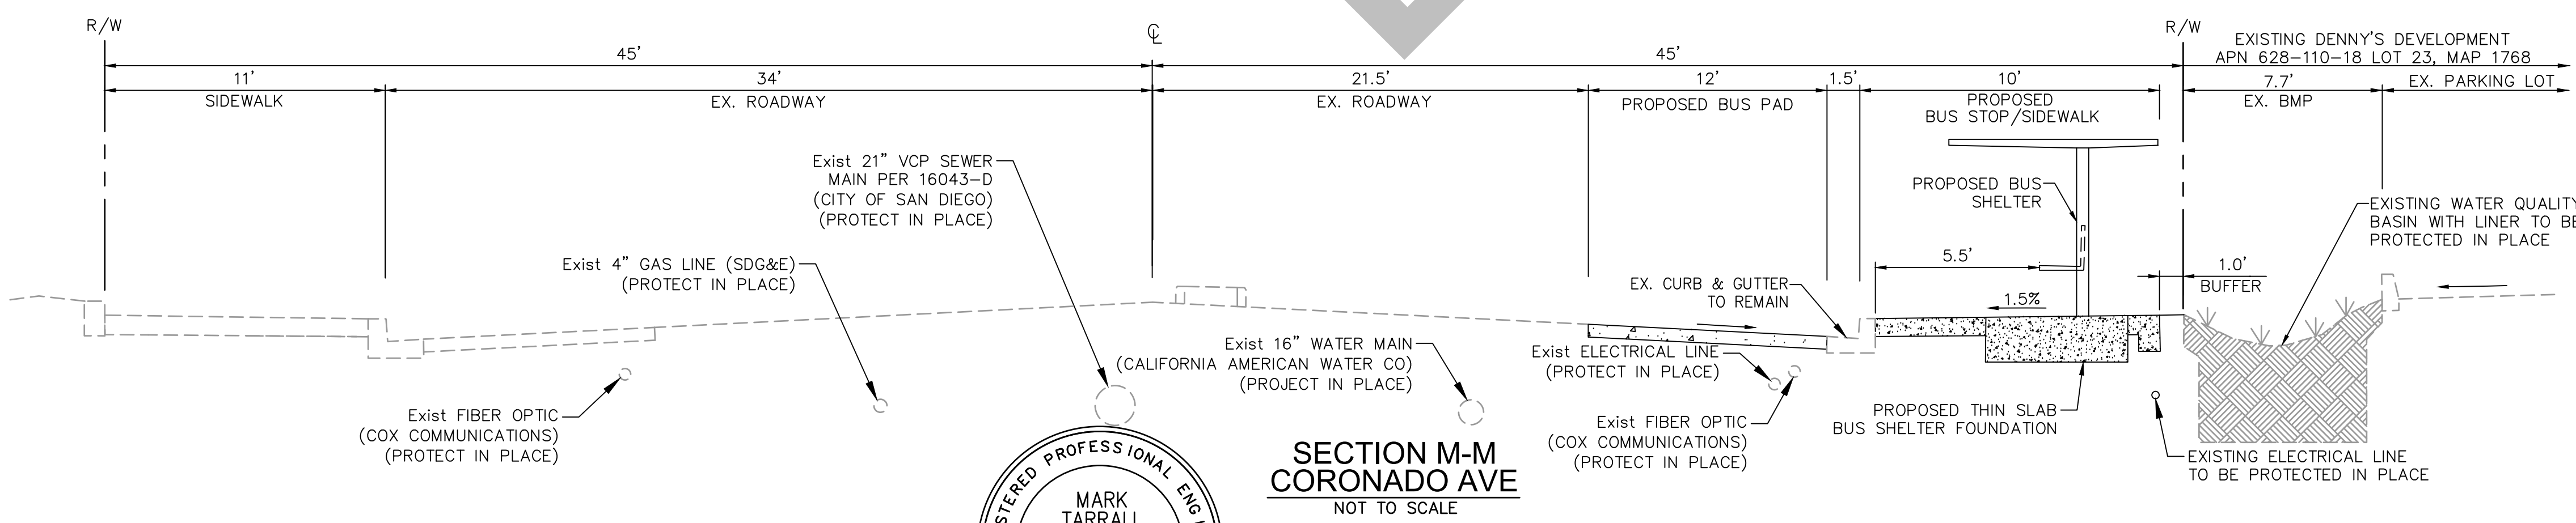 R/W
℄
R/W
45'
45'
EXISTING DENNY'S DEVELOPMENT
APN 628-110-18 LOT 23, MAP 1768
11'
34'
21.5'
12'
1.5'
10'
7.7'
EX. PARKING LOT
SIDEWALK
EX. ROADWAY
EX. ROADWAY
PROPOSED BUS PAD
PROPOSED
BUS STOP/SIDEWALK
EX. BMP
Exist 21" VCP SEWER
MAIN PER 16043-D
(CITY OF SAN DIEGO)
(PROTECT IN PLACE)
PROPOSED BUS
SHELTER
EXISTING WATER QUALITY
BASIN WITH LINER TO BE
PROTECTED IN PLACE
Exist 4" GAS LINE (SDG&E)
(PROTECT IN PLACE)
5.5'
1.0'
BUFFER
EX. CURB & GUTTER
TO REMAIN
1.5%
Exist 16" WATER MAIN
(CALIFORNIA AMERICAN WATER CO)
(PROJECT IN PLACE)
Exist ELECTRICAL LINE
(PROTECT IN PLACE)
Exist FIBER OPTIC
(COX COMMUNICATIONS)
(PROTECT IN PLACE)
Exist FIBER OPTIC
(COX COMMUNICATIONS)
(PROTECT IN PLACE)
PROPOSED THIN SLAB
BUS SHELTER FOUNDATION
EXISTING ELECTRICAL LINE
TO BE PROTECTED IN PLACE
SECTION M-M
CORONADO AVE
NOT TO SCALE
PROFESSIONAL
MARK